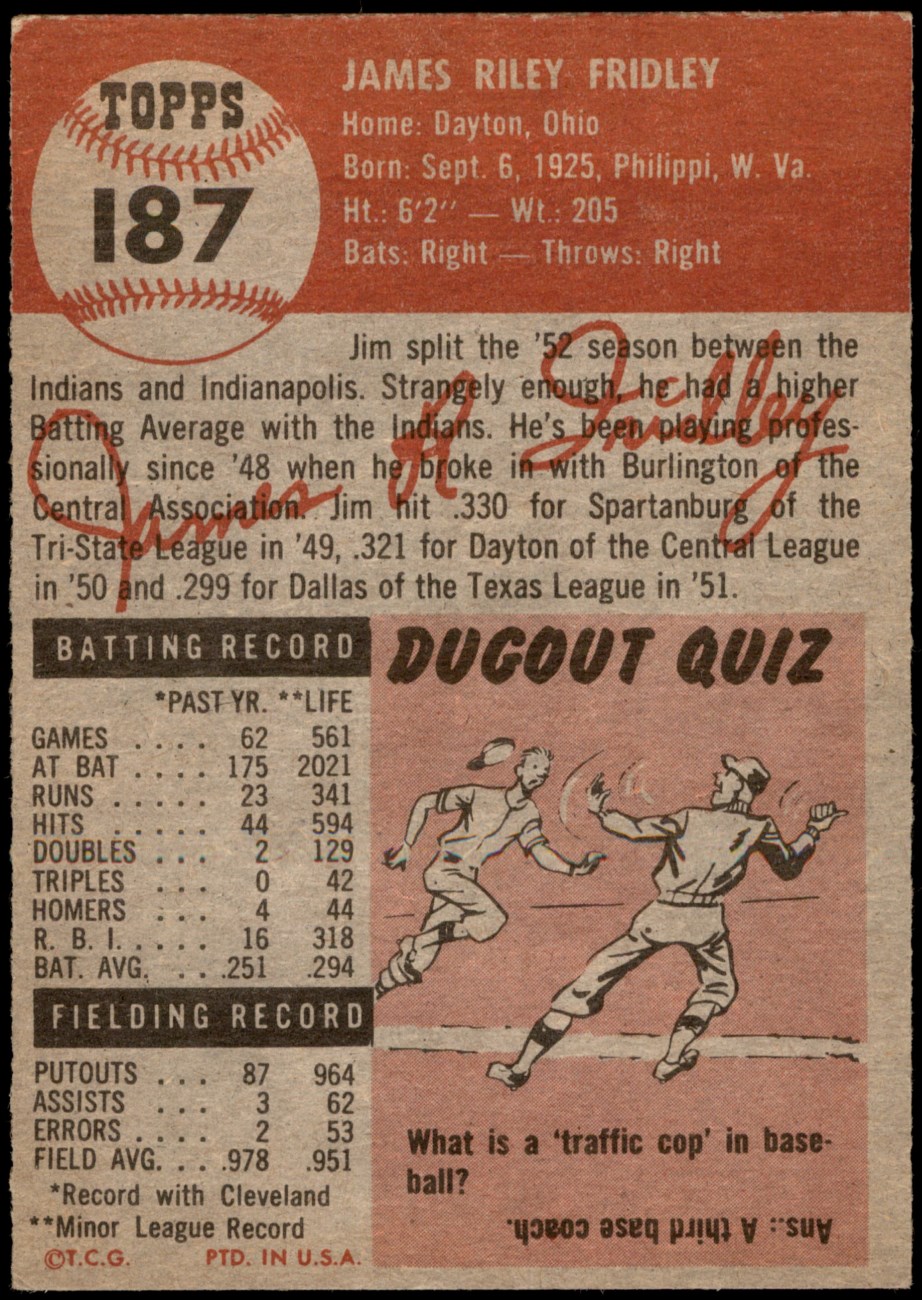 TOPPS
187
JAMES RILEY FRIDLEY
Home: Dayton, Ohio
Born: Sept. 6, 1925, Philippi, W. Va.
Ht.: 6'2" — Wt.: 205
Bats: Right — Throws: Right
Jim split the '52 season between the
Indians and Indianapolis. Strangely enough, he had a higher
Batting Average with the Indians. He's been playing profes-
sionally since '48 when he broke in with Burlington of the
Central Association. Jim hit .330 for Spartanburg of the
Tri-State League in '49, .321 for Dayton of the Central League
in '50 and .299 for Dallas of the Texas League in '51.
James R Fridley
BATTING RECORD
*PAST YR. **LIFE
GAMES . . . . 62 561
AT BAT . . . . 175 2021
RUNS . . . . . 23 341
HITS . . . . . 44 594
DOUBLES . . . 2 129
TRIPLES . . . 0 42
HOMERS . . . 4 44
R. B. I. . . . . 16 318
BAT. AVG. . . .251 .294
FIELDING RECORD
PUTOUTS . . . 87 964
ASSISTS . . . 3 62
ERRORS . . . . 2 53
FIELD AVG. . . .978 .951
*Record with Cleveland
**Minor League Record
©T.C.G. PTD. IN U.S.A.
DUGOUT QUIZ
What is a 'traffic cop' in base-
ball?
Ans.: A third base coach.